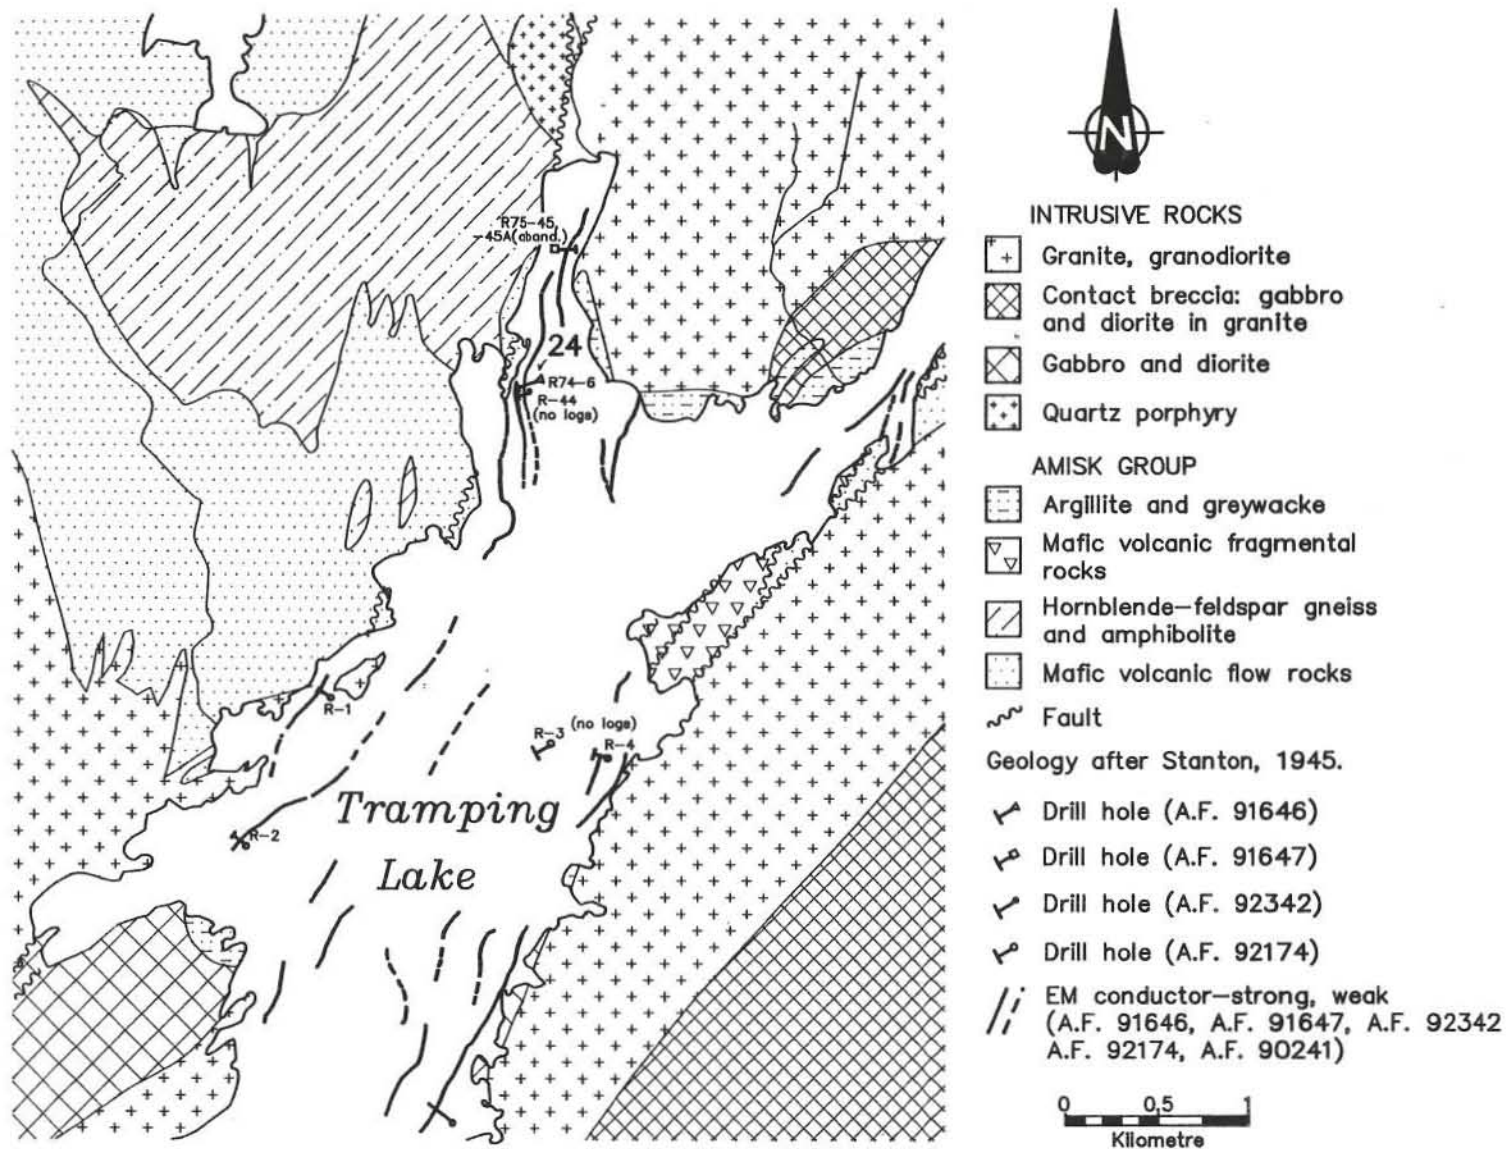 R75-45,
-45A(aband.)
24
R74-6
R-44
(no logs)
R-1
R-3 (no logs)
R-4
R-2
Tramping
Lake
N
INTRUSIVE ROCKS
Granite, granodiorite
Contact breccia: gabbro
and diorite in granite
Gabbro and diorite
Quartz porphyry
AMISK GROUP
Argillite and greywacke
Mafic volcanic fragmental
rocks
Hornblende-feldspar gneiss
and amphibolite
Mafic volcanic flow rocks
Fault
Geology after Stanton, 1945.
Drill hole (A.F. 91646)
Drill hole (A.F. 91647)
Drill hole (A.F. 92342)
Drill hole (A.F. 92174)
EM conductor-strong, weak
(A.F. 91646, A.F. 91647, A.F. 92342
A.F. 92174, A.F. 90241)
0 0,5 1
Kilometre